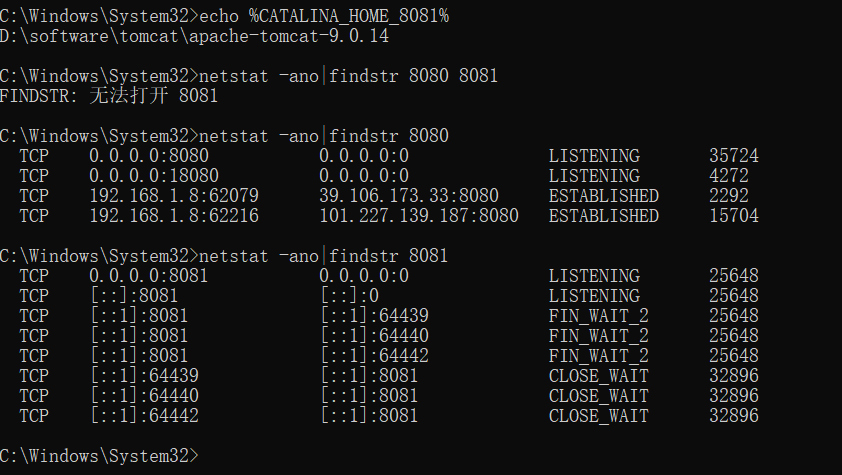 C:\Windows\System32>echo %CATALINA_HOME_8081%
D:\software\tomcat\apache-tomcat-9.0.14
C:\Windows\System32>netstat -ano|findstr 8080 8081
FINDSTR: 无法打开 8081
C:\Windows\System32>netstat -ano|findstr 8080
TCP 0.0.0.0:8080 0.0.0.0:0 LISTENING 35724
TCP 0.0.0.0:18080 0.0.0.0:0 LISTENING 4272
TCP 192.168.1.8:62079 39.106.173.33:8080 ESTABLISHED 2292
TCP 192.168.1.8:62216 101.227.139.187:8080 ESTABLISHED 15704
C:\Windows\System32>netstat -ano|findstr 8081
TCP 0.0.0.0:8081 0.0.0.0:0 LISTENING 25648
TCP [::]:8081 [::]:0 LISTENING 25648
TCP [::1]:8081 [::1]:64439 FIN_WAIT_2 25648
TCP [::1]:8081 [::1]:64440 FIN_WAIT_2 25648
TCP [::1]:8081 [::1]:64442 FIN_WAIT_2 25648
TCP [::1]:64439 [::1]:8081 CLOSE_WAIT 32896
TCP [::1]:64440 [::1]:8081 CLOSE_WAIT 32896
TCP [::1]:64442 [::1]:8081 CLOSE_WAIT 32896
C:\Windows\System32>